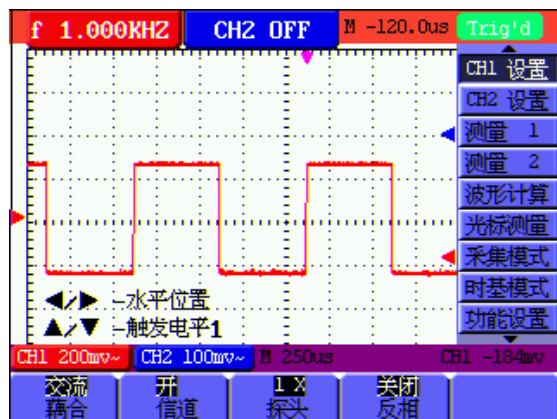 f 1.000KHZ CH2 OFF M -120.0us Trig'd
CH1 设置
CH2 设置
测量 1
测量 2
波形计算
光标测量
采集模式
时基模式
功能设置
◀/▶ -水平位置
▲/▼ -触发电平1
CH1 200mv~ CH2 100mv~ M 250us CH1 -184mv
交流 开 1 X 关闭
藕合 信道 探头 反相